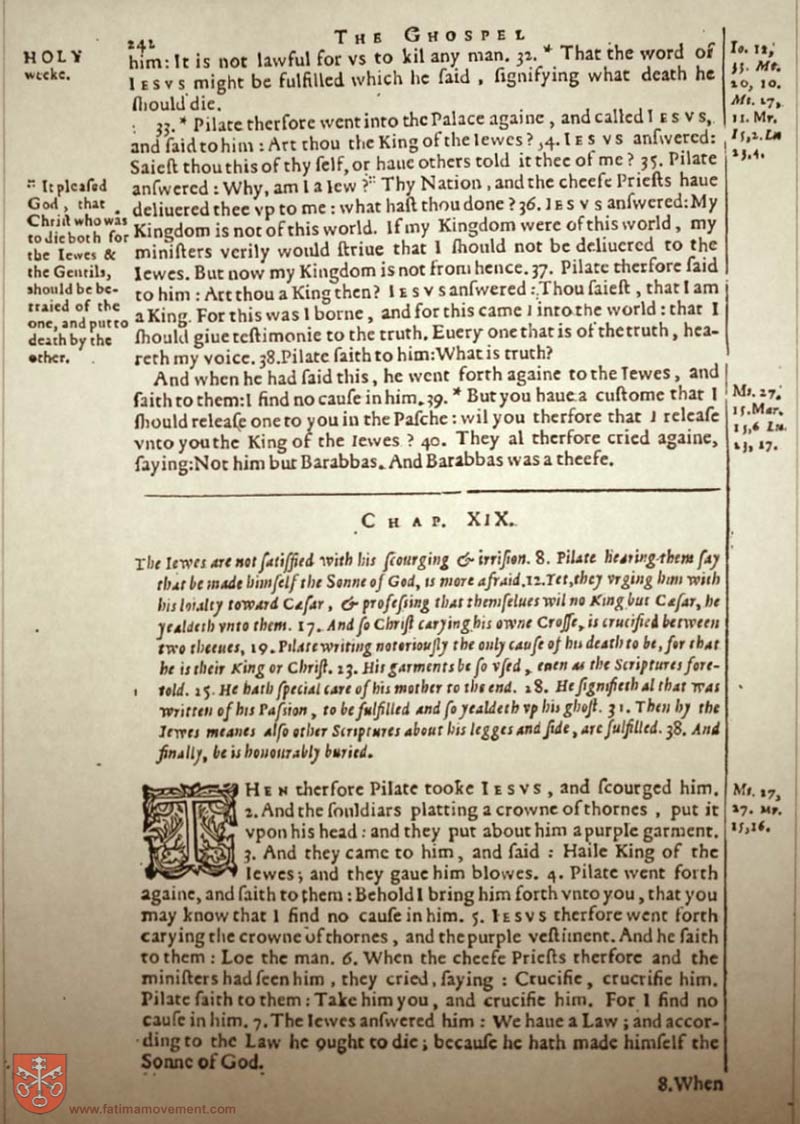 242
THE GHOSPEL
HOLY
weeke.
him: It is not lawful for vs to kil any man. 32. * That the word of
IESVS might be fulfilled which he ſaid, ſignifying what death he
ſhould die.
33. * Pilate therfore went into the Palace againe, and called IESVS,
and ſaid to him: Art thou the King of the Iewes? 34. IESVS anſwered:
Saieſt thou this of thy ſelf, or haue others told it thee of me? 35. Pilate
anſwered: Why, am I a Iew? :: Thy Nation, and the cheefe Prieſts haue
deliuered thee vp to me: what haſt thou done? 36. IESVS anſwered: My
Kingdom is not of this world. If my Kingdom were of this world, my
miniſters verily would ſtriue that I ſhould not be deliuered to the
Iewes. But now my Kingdom is not from hence. 37. Pilate therfore ſaid
to him: Art thou a King then? IESVS anſwered: Thou ſaieſt, that I am
a King. For this was I borne, and for this came I into the world: that I
ſhould giue teſtimonie to the truth. Euery one that is of the truth, hea-
reth my voice. 38. Pilate ſaith to him: What is truth?
And when he had ſaid this, he went forth againe to the Iewes, and
ſaith to them: I find no cauſe in him. 39. * But you haue a cuſtome that I
ſhould releaſe one to you in the Paſche: wil you therfore that I releaſe
vnto you the King of the Iewes? 40. They al therfore cried againe,
ſaying: Not him but Barabbas. And Barabbas was a theefe.
:: It pleaſed
God, that
Chriſt who was
to die both for
the Iewes &
the Gentils,
should be be-
traied of the
one, and put to
death by the
other.
Io. 12,
33. Mt.
20, 10.
Mt. 27,
11. Mr.
15, 2. Lu
23, 4.
Mt. 27,
15. Mar.
15, 6 Lu.
23, 17.
CHAP. XIX.
The Iewes are not ſatiſfied with his ſcourging & irriſion. 8. Pilate hearing them ſay
that he made himſelf the Sonne of God, is more afraid. 12. Yet, they vrging him with
his loialty toward Cæſar, & profeſsing that themſelues wil no King but Cæſar, he
yealdeth vnto them. 17. And ſo Chriſt carying his owne Croſſe, is crucified between
two theeues, 19. Pilate writing notoriouſly the only cauſe of his death to be, for that
he is their King or Chriſt. 23. His garments be ſo vſed, euen as the Scriptures fore-
told. 25. He hath ſpecial care of his mother to the end. 28. He ſignifieth al that was
written of his Paſsion, to be fulfilled and ſo yealdeth vp his ghoſt. 31. Then by the
Iewes meanes alſo other Scriptures about his legges and ſide, are fulfilled. 38. And
finally, he is honourably buried.
THEN therfore Pilate tooke IESVS, and ſcourged him.
2. And the ſouldiars platting a crowne of thornes, put it
vpon his head: and they put about him a purple garment.
3. And they came to him, and ſaid: Haile King of the
Iewes; and they gaue him blowes. 4. Pilate went forth
againe, and ſaith to them: Behold I bring him forth vnto you, that you
may know that I find no cauſe in him. 5. IESVS therfore went forth
carying the crowne of thornes, and the purple veſtiment. And he ſaith
to them: Loe the man. 6. When the cheefe Prieſts therfore and the
miniſters had ſeen him, they cried, ſaying: Crucifie, crucifie him.
Pilate ſaith to them: Take him you, and crucifie him. For I find no
cauſe in him. 7. The Iewes anſwered him: We haue a Law; and accor-
ding to the Law he ought to die; becauſe he hath made himſelf the
Sonne of God.
Mt. 27,
27. Mr.
15, 16.
8. When
www.fatimamovement.com